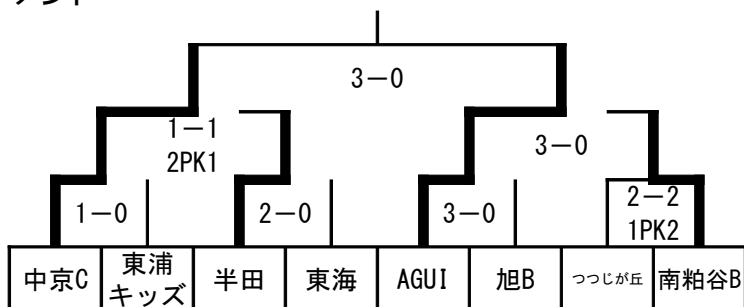 3－0
1－1
2PK1
3－0
1－0
2－0
3－0
2－2
1PK2
中京C
東浦
キッズ
半田
東海
AGUI
旭B
つつじが丘
南粕谷B